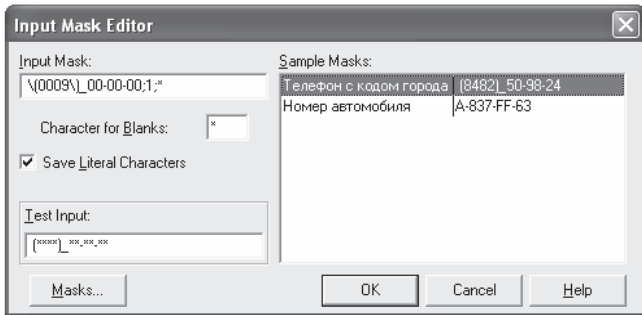 Input Mask Editor
Input Mask:
\(0009\)_00-00-00;1;*
Character for Blanks: *
Save Literal Characters
Test Input:
(****)_**-**-**
Masks...
Sample Masks:
Телефон с кодом города (8482)_50-98-24
Номер автомобиля A-837-FF-63
OK Cancel Help